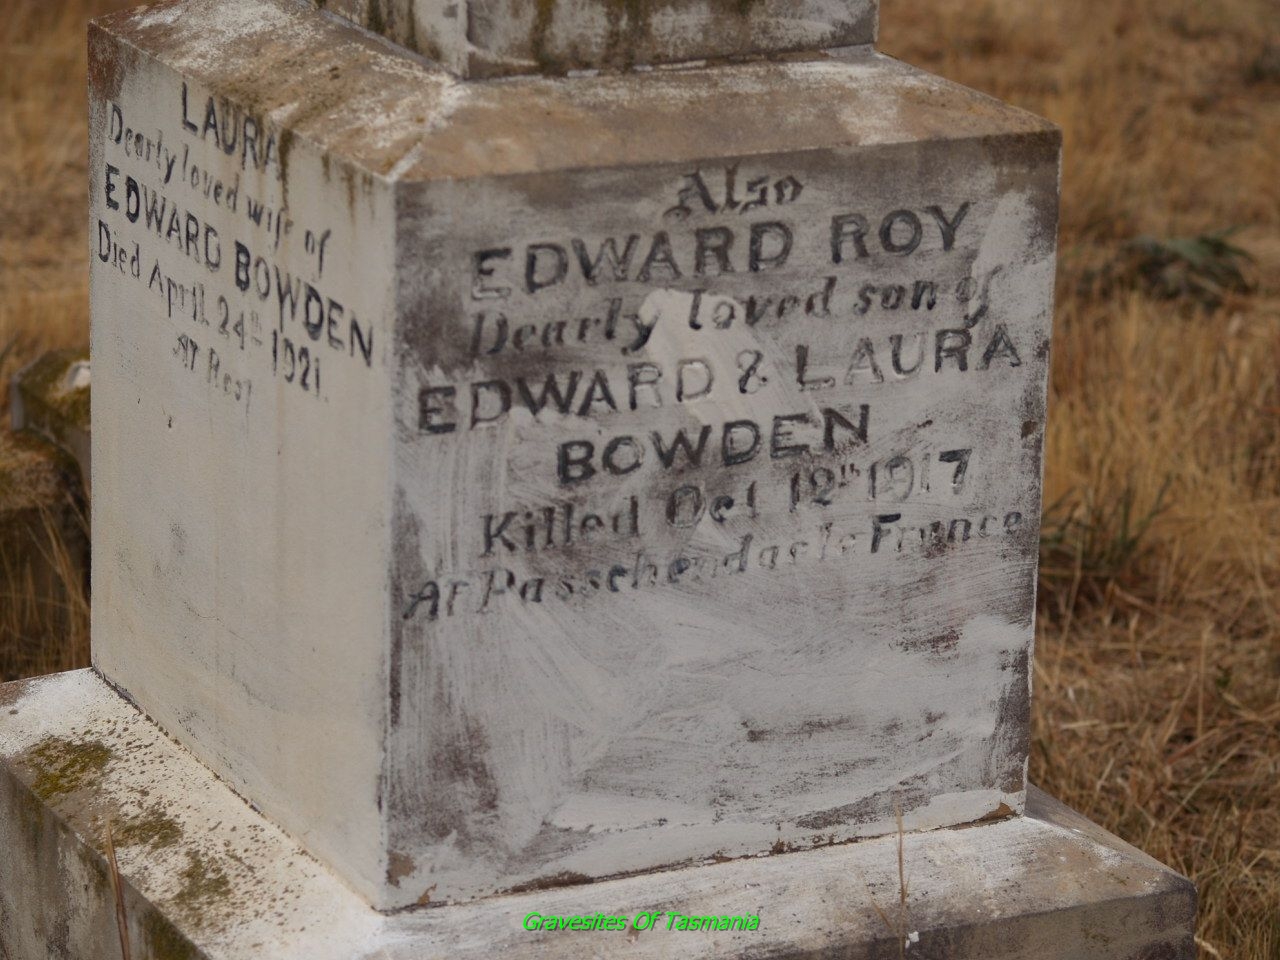 LAURA
Dearly loved wife of
EDWARD BOWDEN
Died April 24th 1921.
At Rest
Also
EDWARD ROY
Dearly loved son of
EDWARD & LAURA
BOWDEN
Killed Oct 12th 1917
At Passchendaele France
Gravesites Of Tasmania